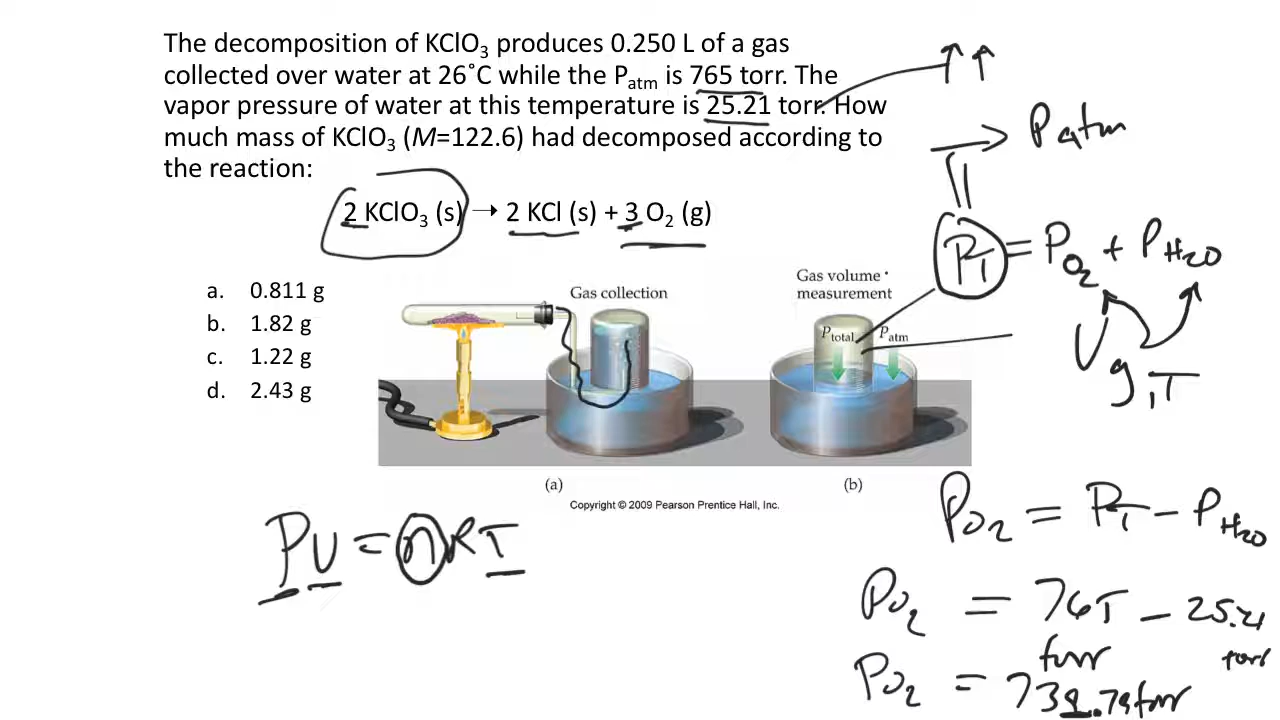 The decomposition of KClO₃ produces 0.250 L of a gas
collected over water at 26˚C while the Pₐₜₘ is 765 torr. The
vapor pressure of water at this temperature is 25.21 torr. How
much mass of KClO₃ (M=122.6) had decomposed according to
the reaction:
2 KClO₃ (s) → 2 KCl (s) + 3 O₂ (g)
a. 0.811 g
b. 1.82 g
c. 1.22 g
d. 2.43 g
Gas collection
Gas volume
measurement
Ptotal
Patm
(a)
(b)
Copyright © 2009 Pearson Prentice Hall, Inc.
Patm
PT = PO₂ + PH₂O
V, T
PV = nRT
PO₂ = PT - PH₂O
PO₂ = 765 - 25.21
torr torr
PO₂ = 739.79 torr